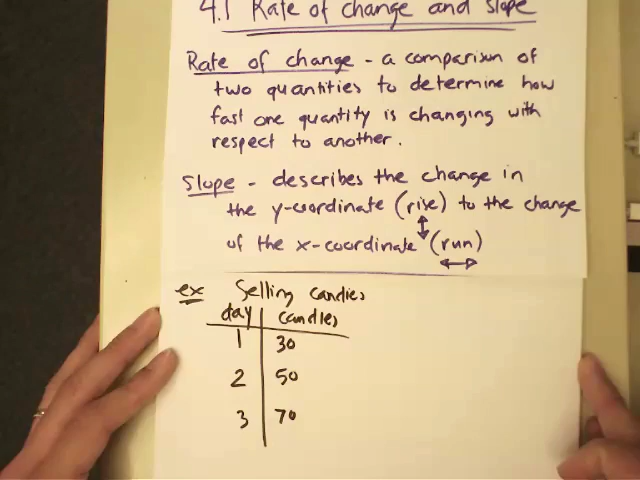 4.1 Rate of change and slope
Rate of change - a comparison of
two quantities to determine how
fast one quantity is changing with
respect to another.
Slope - describes the change in
the y-coordinate (rise) to the change
of the x-coordinate (run)
ex Selling candles
day candles
1 30
2 50
3 70